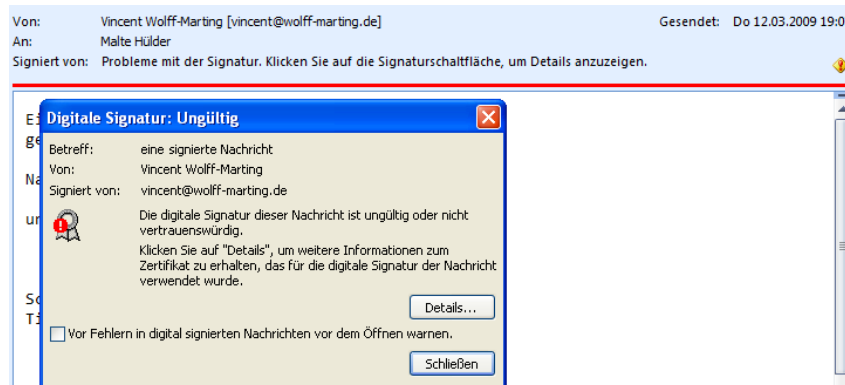 Von: Vincent Wolff-Marting [vincent@wolff-marting.de] Gesendet: Do 12.03.2009 19:0
An: Malte Hülder
Signiert von: Probleme mit der Signatur. Klicken Sie auf die Signaturschaltfläche, um Details anzuzeigen.
Digitale Signatur: Ungültig
Betreff: eine signierte Nachricht
Von: Vincent Wolff-Marting
Signiert von: vincent@wolff-marting.de
Die digitale Signatur dieser Nachricht ist ungültig oder nicht
vertrauenswürdig.
Klicken Sie auf "Details", um weitere Informationen zum
Zertifikat zu erhalten, das für die digitale Signatur der Nachricht
verwendet wurde.
Details...
Vor Fehlern in digital signierten Nachrichten vor dem Öffnen warnen.
Schließen